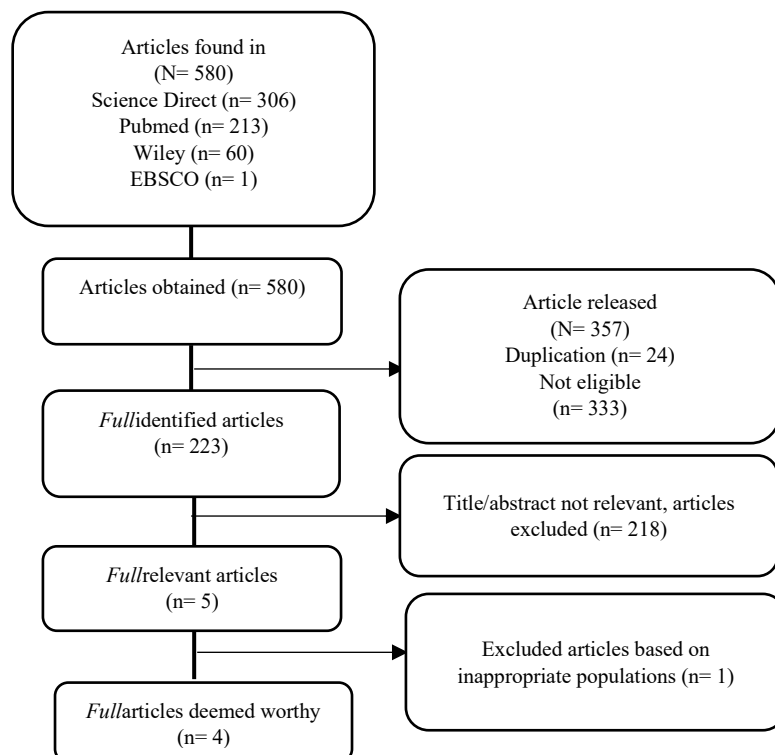 Articles found in
(N= 580)
Science Direct (n= 306)
Pubmed (n= 213)
Wiley (n= 60)
EBSCO (n= 1)
Articles obtained (n= 580)
Article released
(N= 357)
Duplication (n= 24)
Not eligible
(n= 333)
Fullidentified articles
(n= 223)
Title/abstract not relevant, articles
excluded (n= 218)
Fullrelevant articles
(n= 5)
Excluded articles based on
inappropriate populations (n= 1)
Fullarticles deemed worthy
(n= 4)